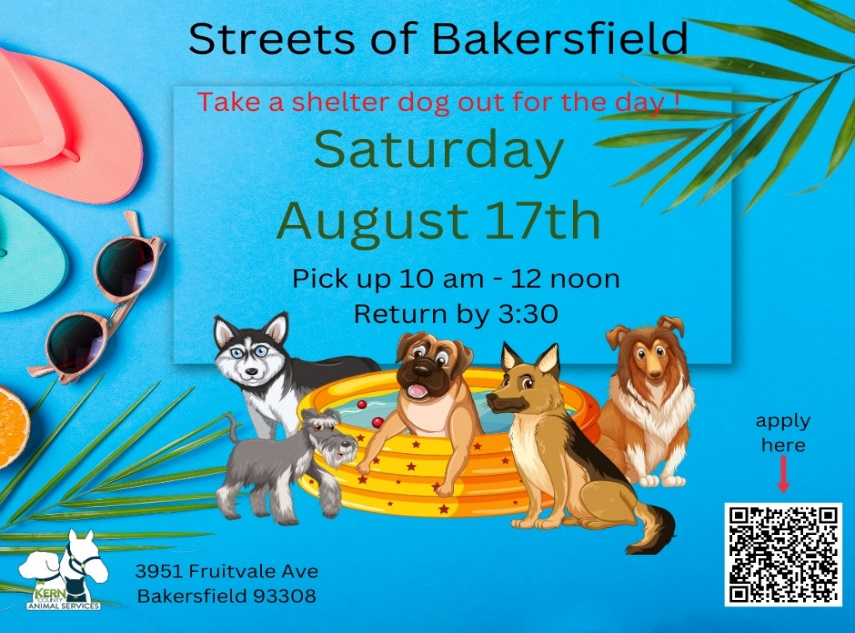 Streets of Bakersfield
Take a shelter dog out for the day !
Saturday
August 17th
Pick up 10 am - 12 noon
Return by 3:30
apply
here
3951 Fruitvale Ave
Bakersfield 93308
KERN
COUNTY
ANIMAL SERVICES